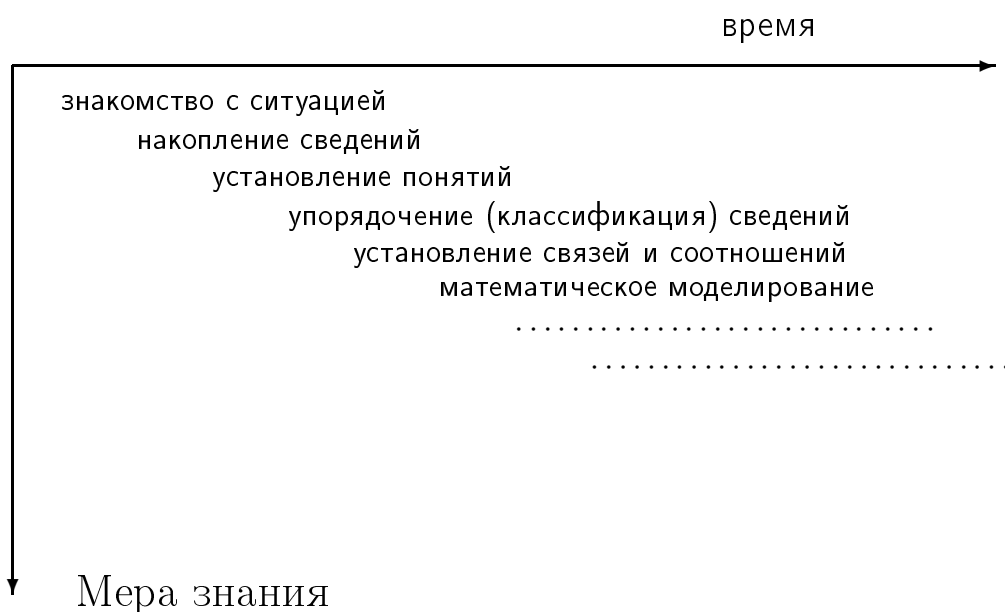 время
знакомство с ситуацией
накопление сведений
установление понятий
упорядочение (классификация) сведений
установление связей и соотношений
математическое моделирование
..............................
..............................
Мера знания